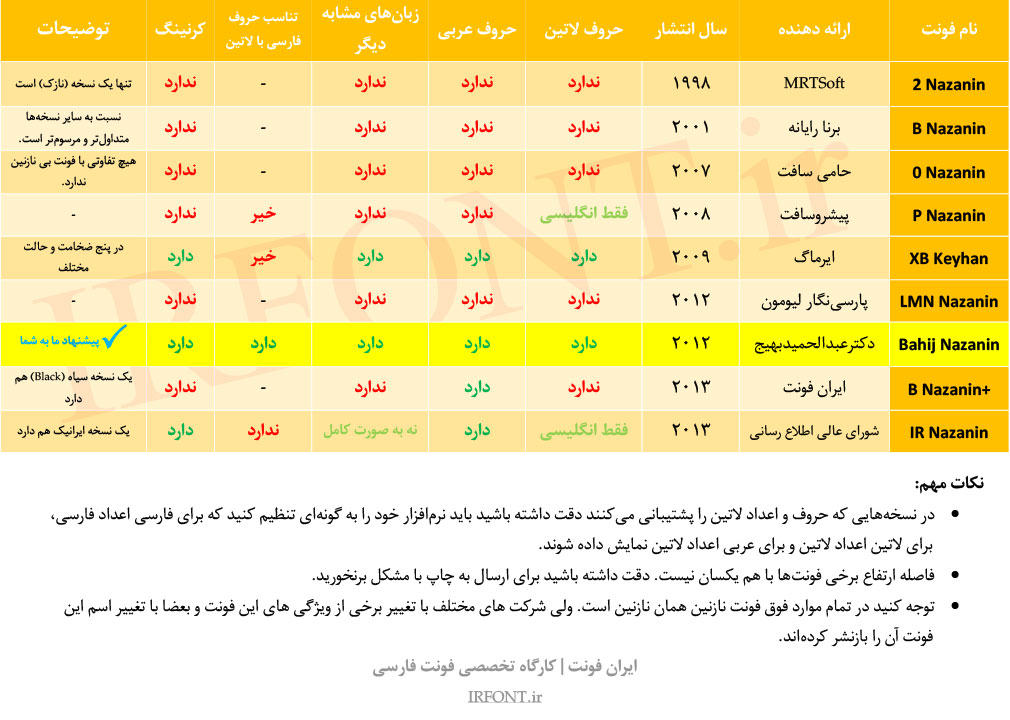 نام فونت ارائه دهنده سال انتشار حروف لاتین حروف عربی زبان‌های مشابه دیگر تناسب حروف فارسی با لاتین کرنینگ توضیحات
2 Nazanin MRTSoft ۱۹۹۸ ندارد ندارد ندارد - ندارد تنها یک نسخه (نازک) است
B Nazanin برنا رایانه ۲۰۰۱ ندارد ندارد ندارد - ندارد نسبت به سایر نسخه‌ها متداول‌تر و مرسوم‌تر است.
0 Nazanin حامی سافت ۲۰۰۷ ندارد ندارد ندارد - ندارد هیچ تفاوتی با فونت بی نازنین ندارد.
P Nazanin پیشروسافت ۲۰۰۸ فقط انگلیسی ندارد ندارد خیر ندارد -
XB Keyhan ایرماگ ۲۰۰۹ دارد دارد دارد خیر دارد در پنج ضخامت و حالت مختلف
LMN Nazanin پارسی‌نگار لیومون ۲۰۱۲ ندارد ندارد ندارد - ندارد -
Bahij Nazanin دکترعبدالحمیدبهیج ۲۰۱۲ دارد دارد دارد دارد دارد پیشنهاد ما به شما
B Nazanin+ ایران فونت ۲۰۱۳ ندارد دارد ندارد - ندارد یک نسخه سیاه (Black) هم دارد
IR Nazanin شورای عالی اطلاع رسانی ۲۰۱۳ فقط انگلیسی دارد نه به صورت کامل ندارد دارد یک نسخه ایرانیک هم دارد
IRFONT.ir
نکات مهم:
• در نسخه‌هایی که حروف و اعداد لاتین را پشتیبانی می‌کنند دقت داشته باشید باید نرم‌افزار خود را به گونه‌ای تنظیم کنید که برای فارسی اعداد فارسی،
برای لاتین اعداد لاتین و برای عربی اعداد لاتین نمایش داده شوند.
• فاصله ارتفاع برخی فونت‌ها با هم یکسان نیست. دقت داشته باشید برای ارسال به چاپ با مشکل برنخورید.
• توجه کنید در تمام موارد فوق فونت نازنین همان نازنین است. ولی شرکت های مختلف با تغییر برخی از ویژگی های این فونت و بعضا با تغییر اسم این
فونت آن را بازنشر کرده‌اند.
ایران فونت | کارگاه تخصصی فونت فارسی
IRFONT.ir